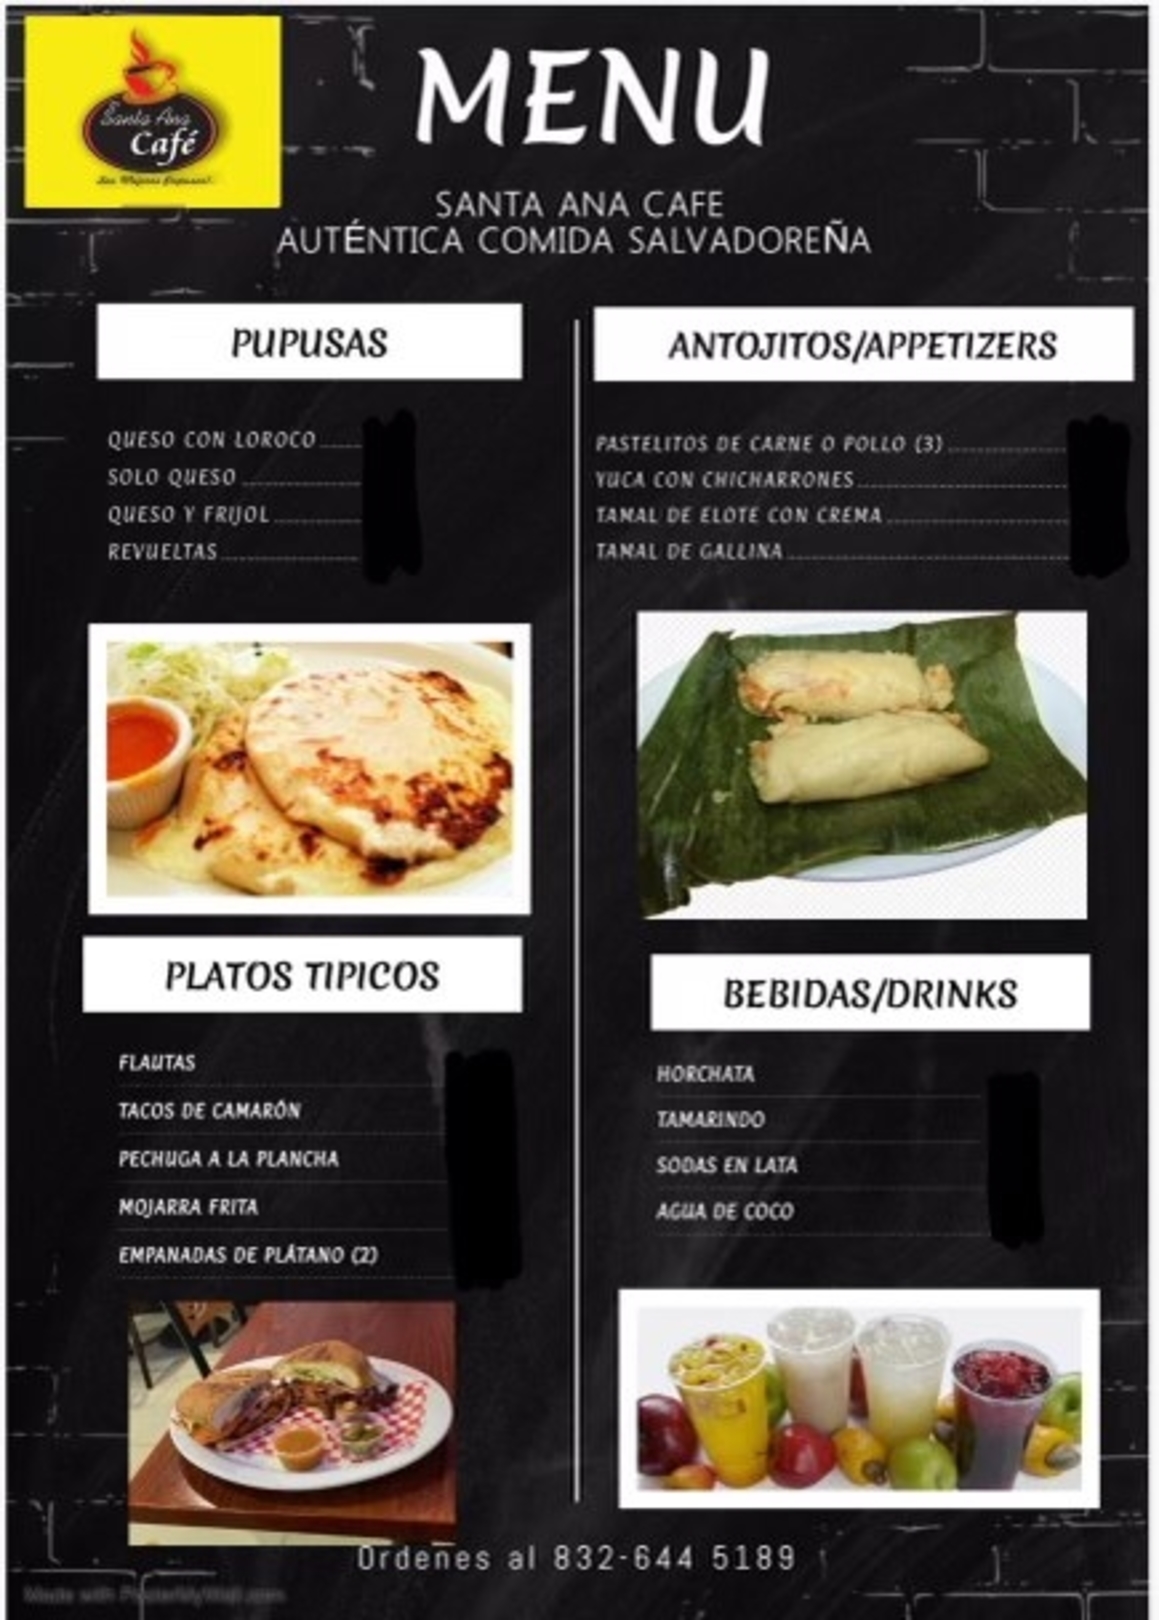 Santa Ana
Café
MENU
SANTA ANA CAFE
AUTÉNTICA COMIDA SALVADOREÑA
PUPUSAS
QUESO CON LOROCO
SOLO QUESO
QUESO Y FRIJOL
REVUELTAS
ANTOJITOS/APPETIZERS
PASTELITOS DE CARNE O POLLO (3)
YUCA CON CHICHARRONES
TAMAL DE ELOTE CON CREMA
TAMAL DE GALLINA
PLATOS TIPICOS
FLAUTAS
TACOS DE CAMARÓN
PECHUGA A LA PLANCHA
MOJARRA FRITA
EMPANADAS DE PLÁTANO (2)
BEBIDAS/DRINKS
HORCHATA
TAMARINDO
SODAS EN LATA
AGUA DE COCO
Ordenes al 832-644 5189
Made with PosterMyWall.com